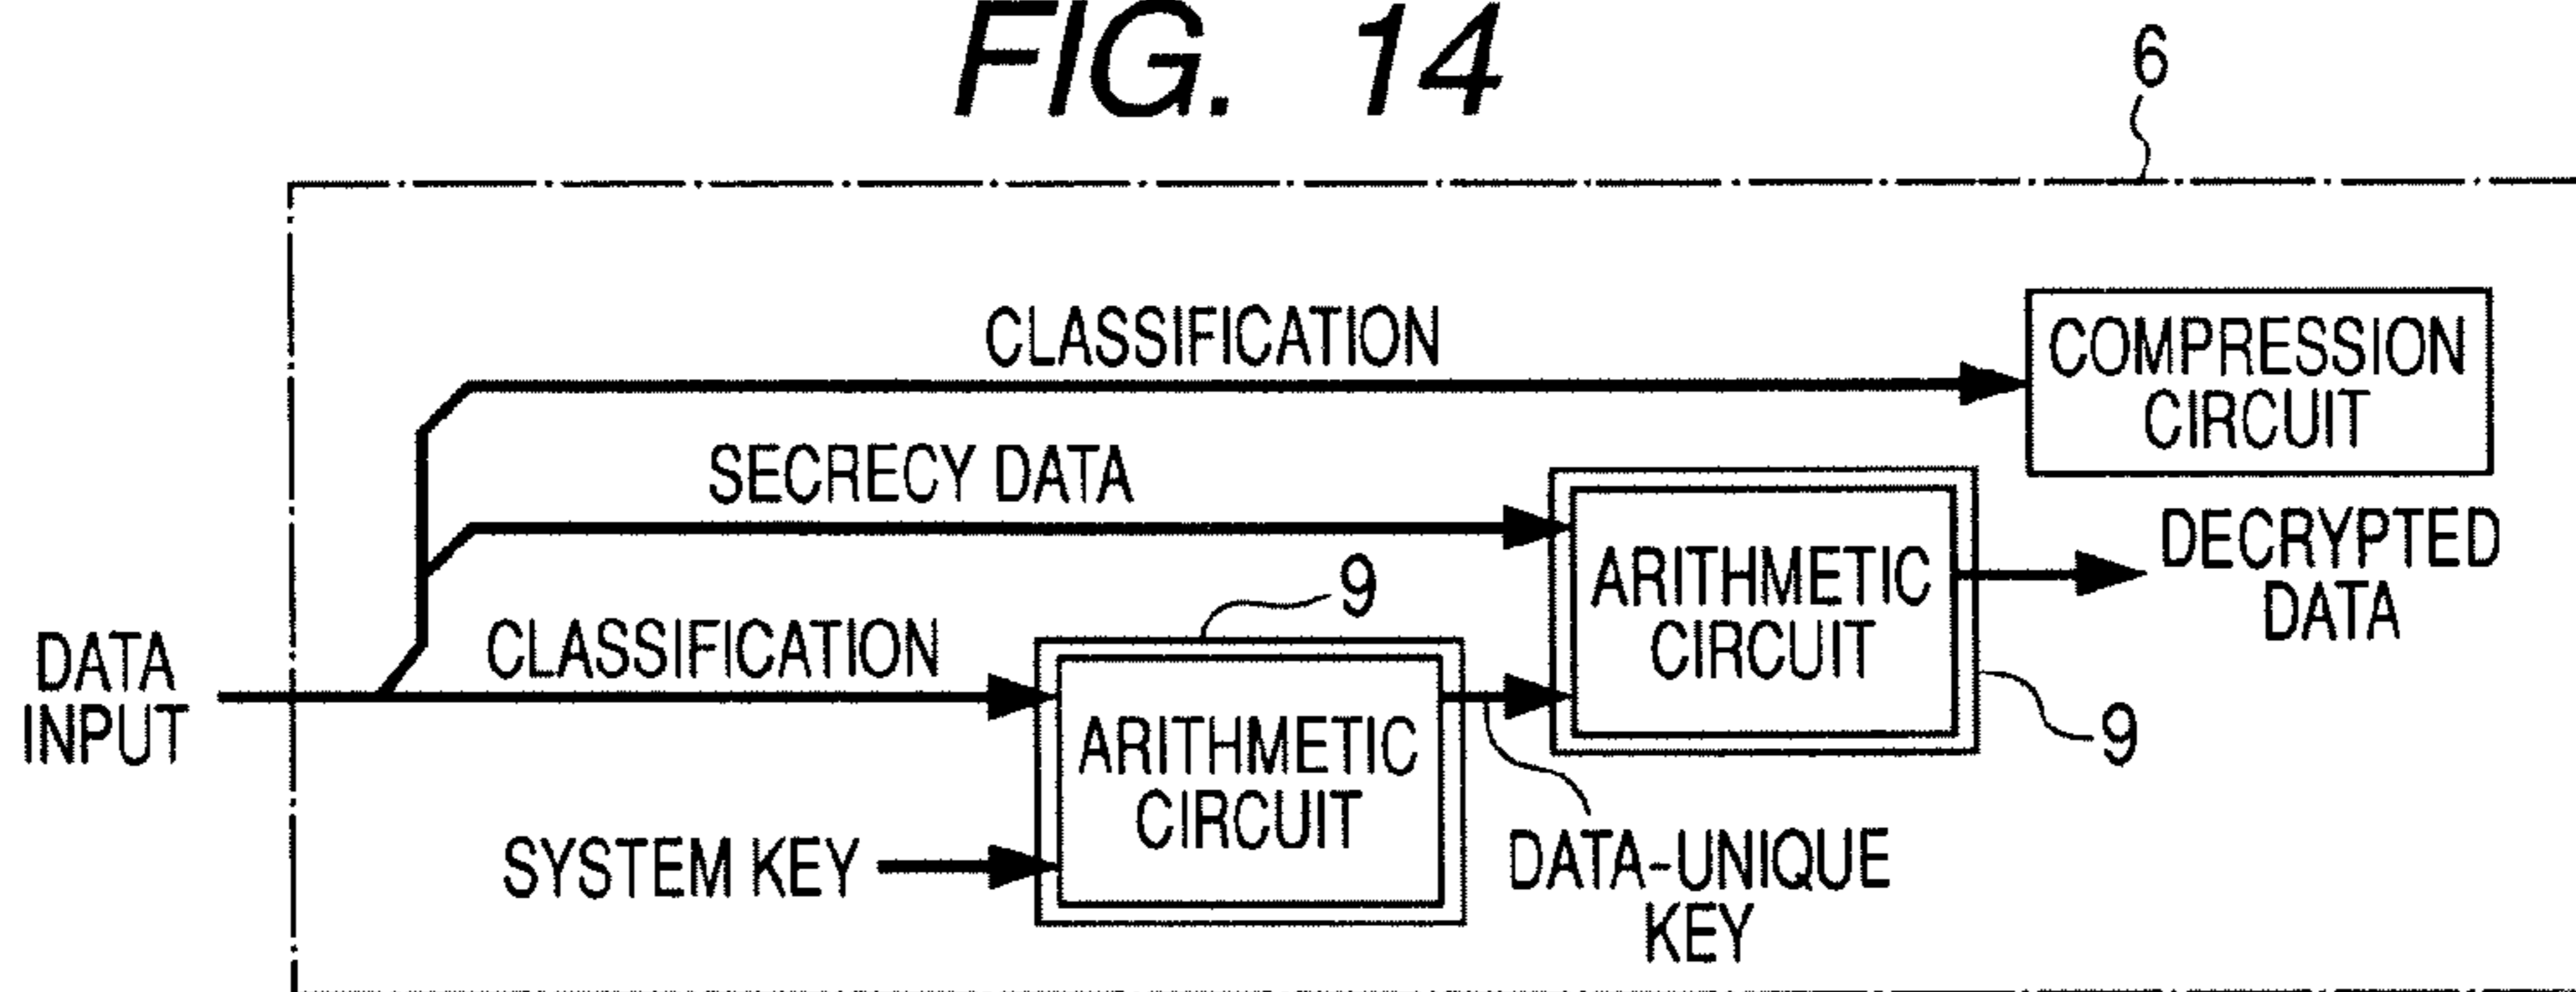 FIG. 14
6
CLASSIFICATION
COMPRESSION
CIRCUIT
SECRECY DATA
DECRYPTED
DATA
ARITHMETIC
CIRCUIT
9
CLASSIFICATION
DATA
INPUT
9
ARITHMETIC
CIRCUIT
SYSTEM KEY
DATA-UNIQUE
KEY